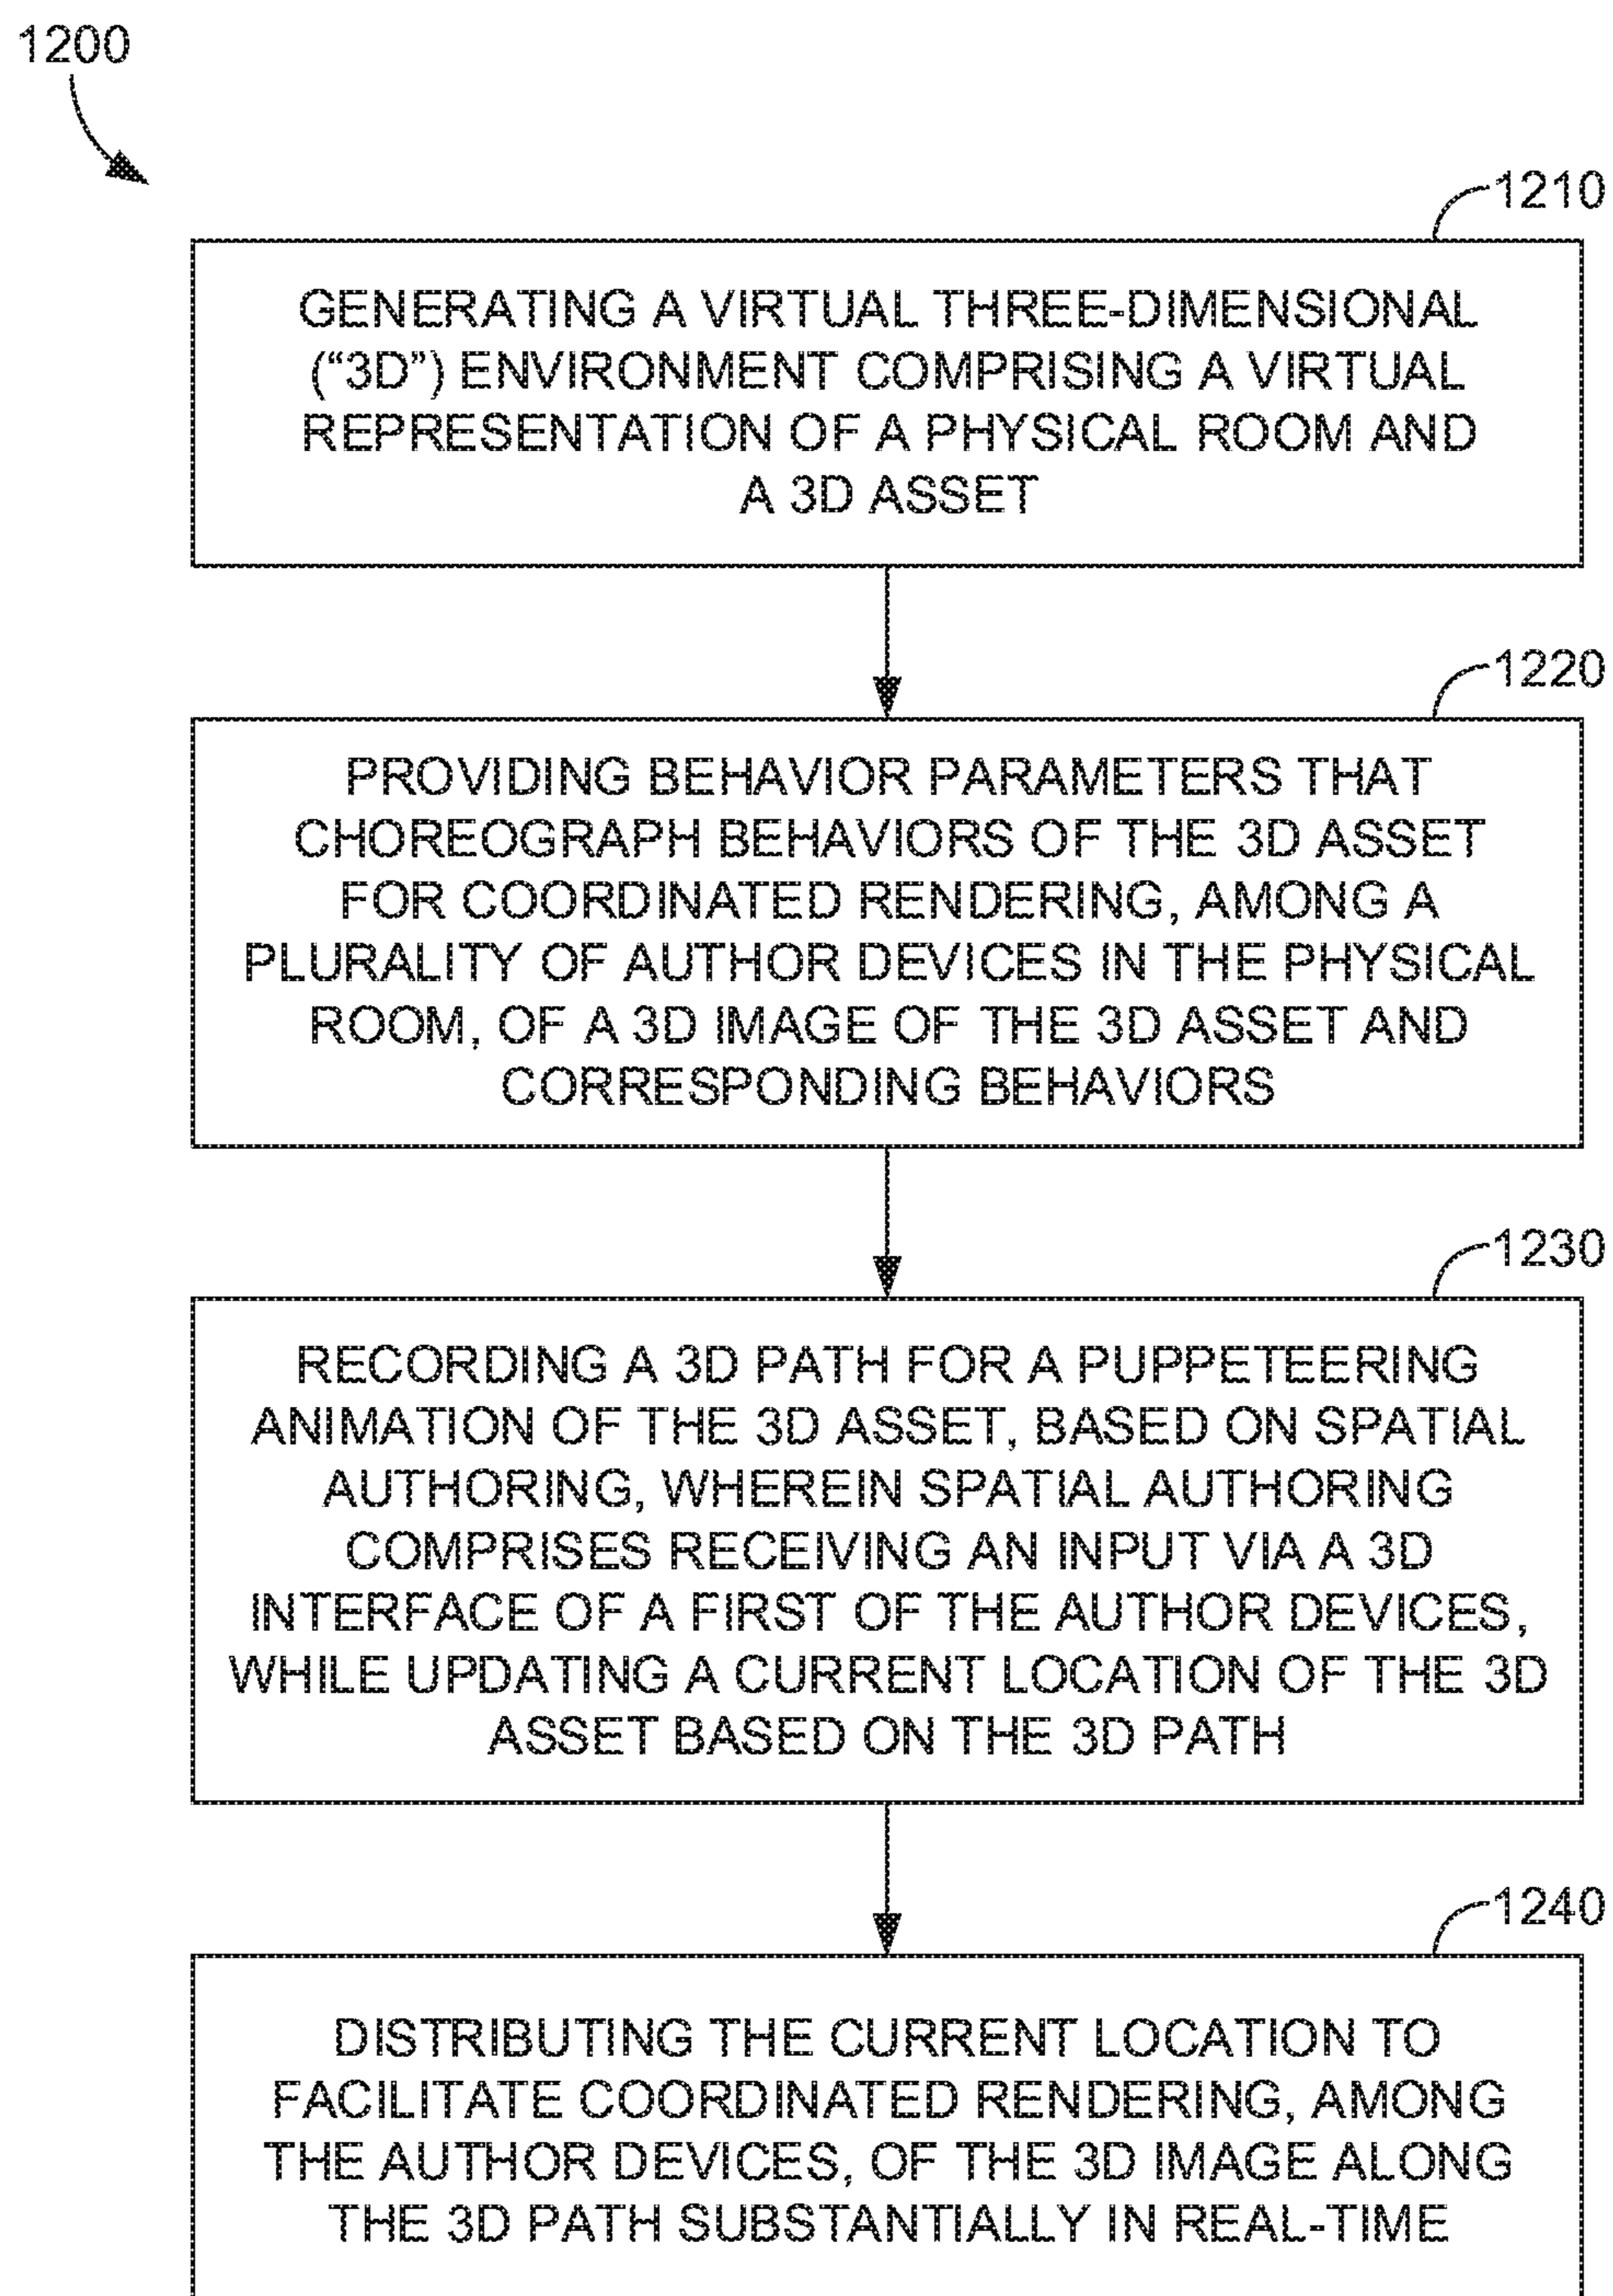 1200
1210
GENERATING A VIRTUAL THREE-DIMENSIONAL
(“3D”) ENVIRONMENT COMPRISING A VIRTUAL
REPRESENTATION OF A PHYSICAL ROOM AND
A 3D ASSET
1220
PROVIDING BEHAVIOR PARAMETERS THAT
CHOREOGRAPH BEHAVIORS OF THE 3D ASSET
FOR COORDINATED RENDERING, AMONG A
PLURALITY OF AUTHOR DEVICES IN THE PHYSICAL
ROOM, OF A 3D IMAGE OF THE 3D ASSET AND
CORRESPONDING BEHAVIORS
1230
RECORDING A 3D PATH FOR A PUPPETEERING
ANIMATION OF THE 3D ASSET, BASED ON SPATIAL
AUTHORING, WHEREIN SPATIAL AUTHORING
COMPRISES RECEIVING AN INPUT VIA A 3D
INTERFACE OF A FIRST OF THE AUTHOR DEVICES,
WHILE UPDATING A CURRENT LOCATION OF THE 3D
ASSET BASED ON THE 3D PATH
1240
DISTRIBUTING THE CURRENT LOCATION TO
FACILITATE COORDINATED RENDERING, AMONG
THE AUTHOR DEVICES, OF THE 3D IMAGE ALONG
THE 3D PATH SUBSTANTIALLY IN REAL-TIME